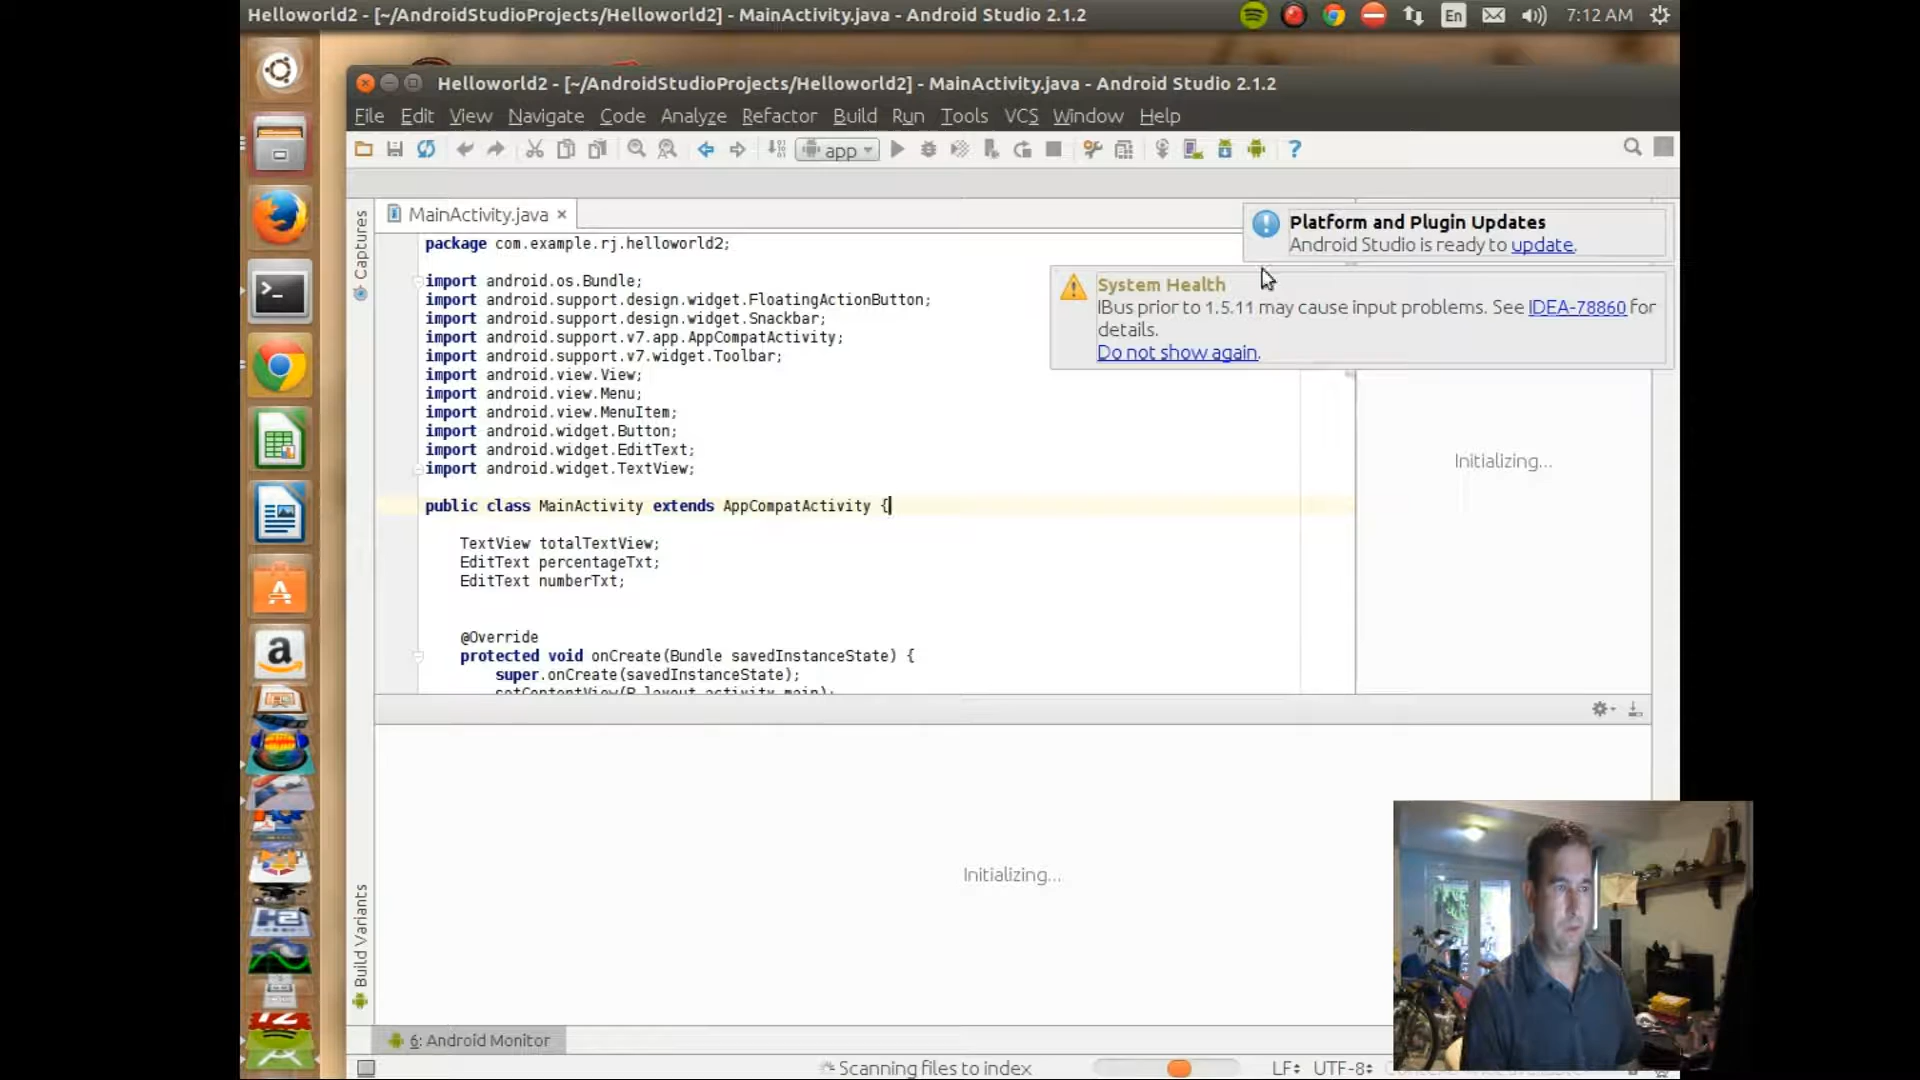 Helloworld2 - [~/AndroidStudioProjects/Helloworld2] - MainActivity.java - Android Studio 2.1.2
En
7:12 AM
Helloworld2 - [~/AndroidStudioProjects/Helloworld2] - MainActivity.java - Android Studio 2.1.2
File Edit View Navigate Code Analyze Refactor Build Run Tools VCS Window Help
app
?
Captures
MainActivity.java ×
Platform and Plugin Updates
Android Studio is ready to update.
System Health
IBus prior to 1.5.11 may cause input problems. See IDEA-78860 for
details.
Do not show again.
package com.example.rj.helloworld2;
import android.os.Bundle;
import android.support.design.widget.FloatingActionButton;
import android.support.design.widget.Snackbar;
import android.support.v7.app.AppCompatActivity;
import android.support.v7.widget.Toolbar;
import android.view.View;
import android.view.Menu;
import android.view.MenuItem;
import android.widget.Button;
import android.widget.EditText;
import android.widget.TextView;
public class MainActivity extends AppCompatActivity {
TextView totalTextView;
EditText percentageTxt;
EditText numberTxt;
@Override
protected void onCreate(Bundle savedInstanceState) {
super.onCreate(savedInstanceState);
setContentView(R.layout.activity_main);
Initializing...
Initializing...
Build Variants
6: Android Monitor
Scanning files to index
LF÷ UTF-8÷